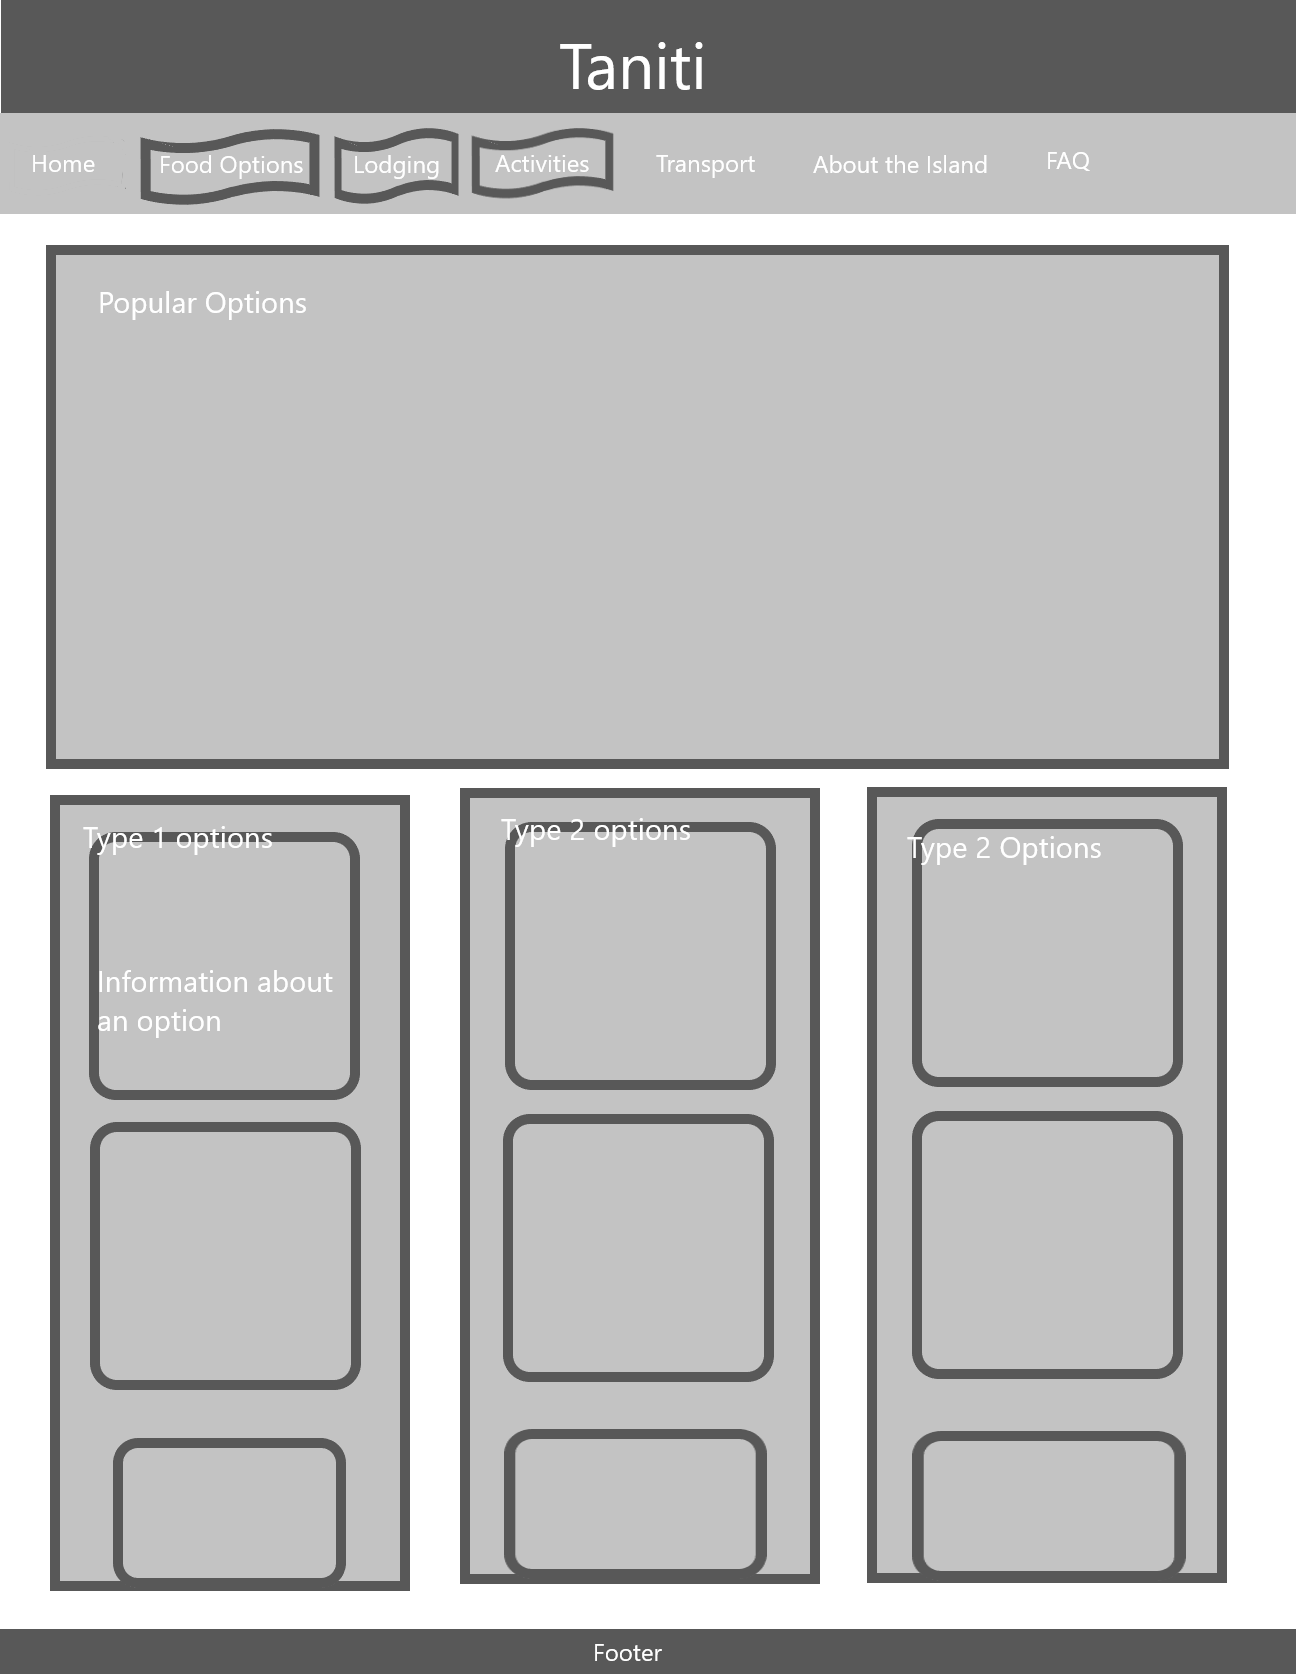 Taniti
Home Food Options Lodging Activities Transport About the Island FAQ
Popular Options
Type 1 options
Type 2 options
Type 2 Options
Information about
an option
Footer